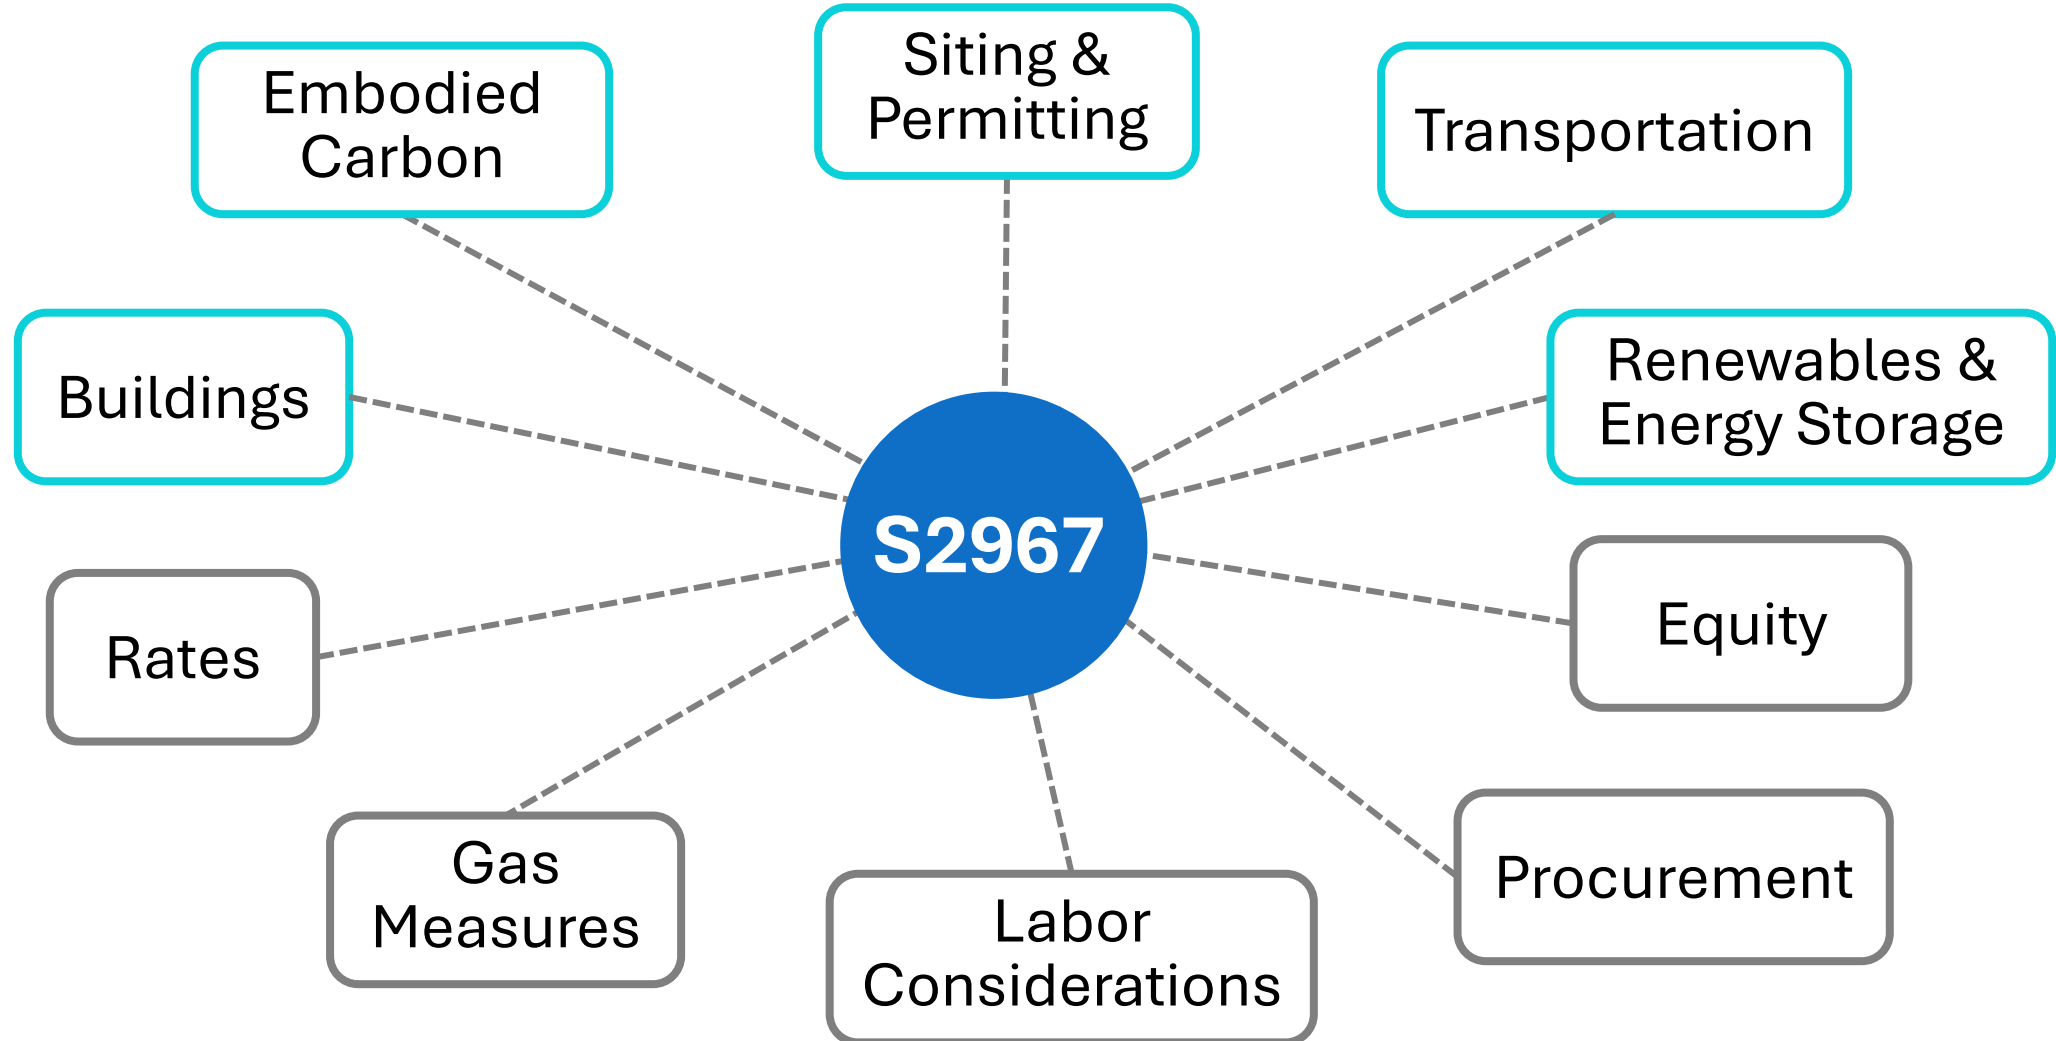 Embodied
Carbon
Siting &
Permitting
Transportation
Buildings
Renewables &
Energy Storage
S2967
Rates
Equity
Gas
Measures
Labor
Considerations
Procurement